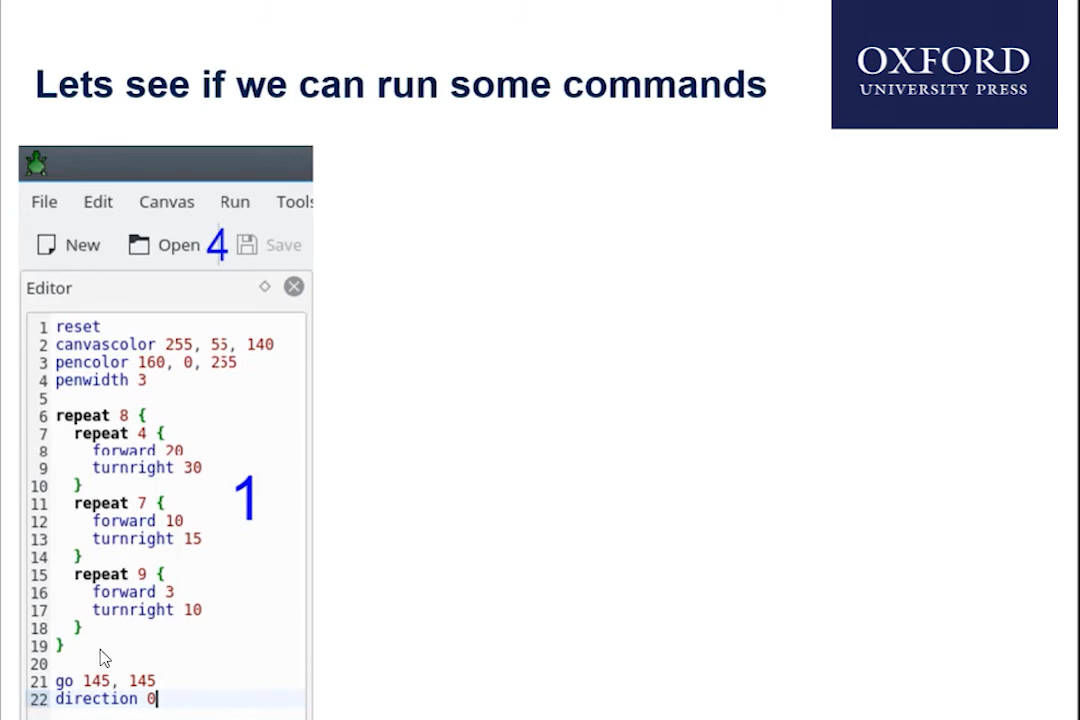 Lets see if we can run some commands
OXFORD
UNIVERSITY PRESS
File Edit Canvas Run Tools
New Open 4 Save
Editor
1 reset
2 canvascolor 255, 55, 140
3 pencolor 160, 0, 255
4 penwidth 3
5
6 repeat 8 {
7 repeat 4 {
8 forward 20
9 turnright 30
10 }
11 repeat 7 {
12 forward 10
13 turnright 15
14 }
15 repeat 9 {
16 forward 3
17 turnright 10
18 }
19 }
20
21 go 145, 145
22 direction 0
1